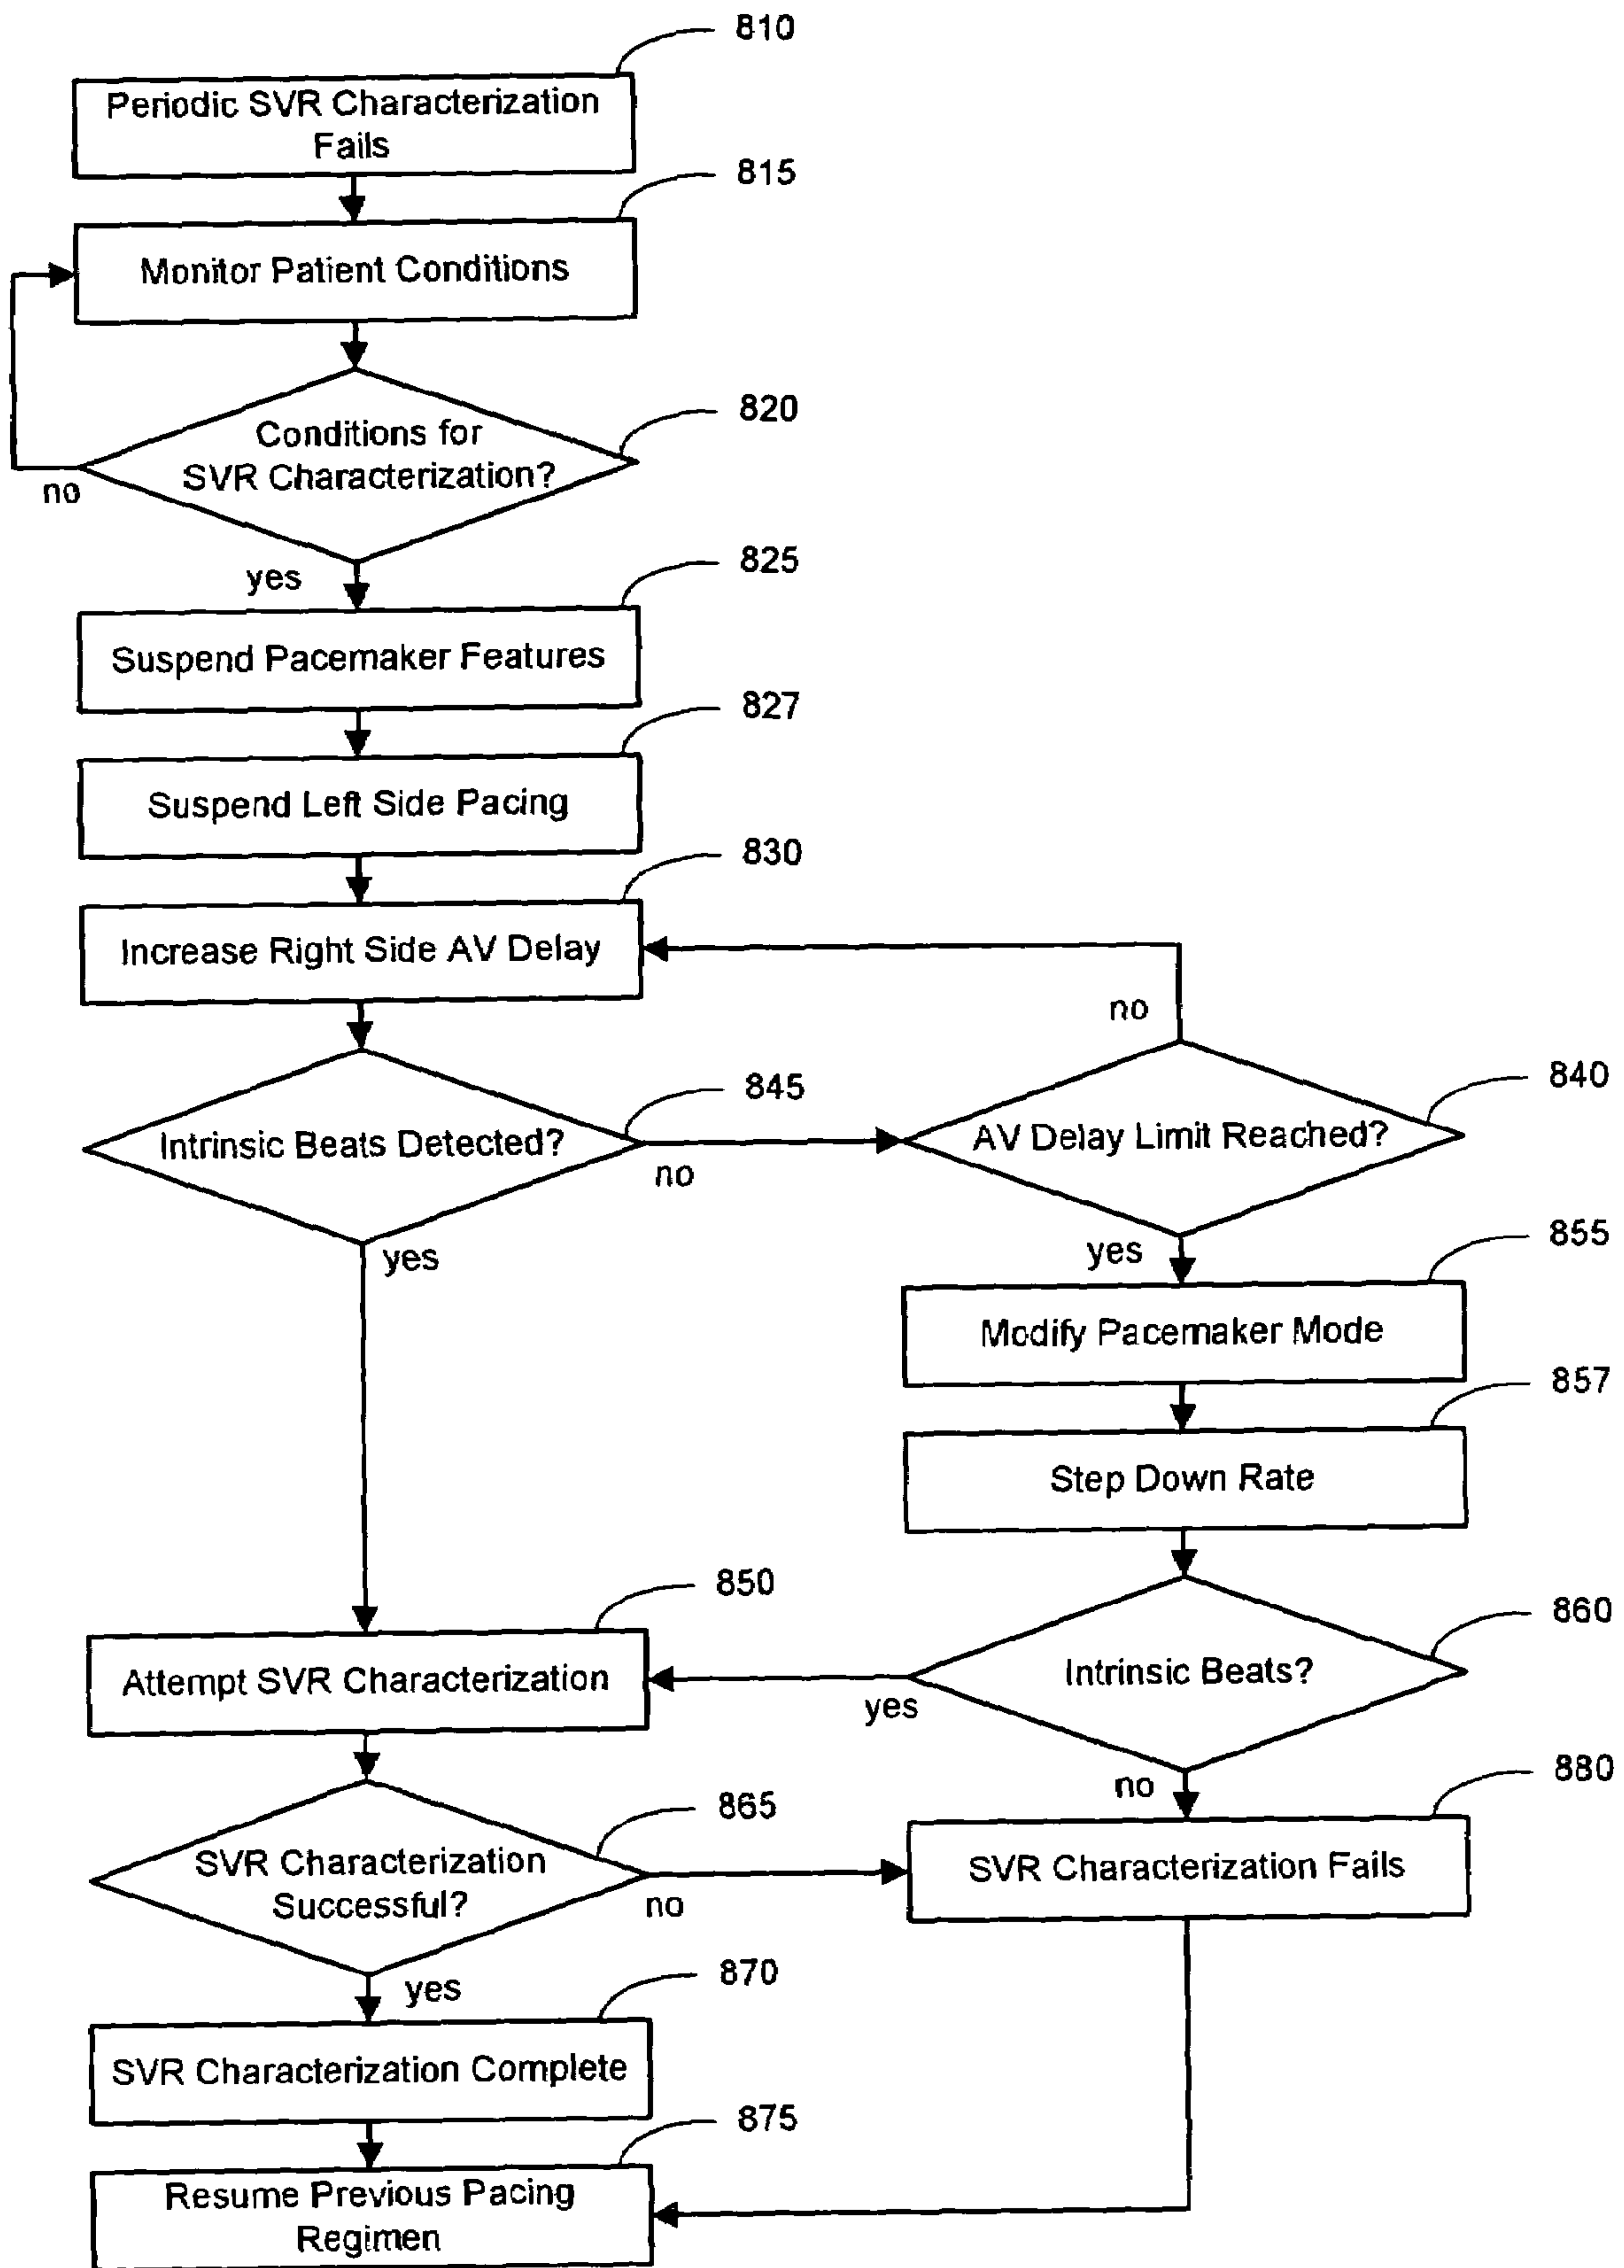 810
Periodic SVR Characterization
Fails
815
Monitor Patient Conditions
820
Conditions for
SVR Characterization?
no
yes
825
Suspend Pacemaker Features
827
Suspend Left Side Pacing
830
Increase Right Side AV Delay
no
845
Intrinsic Beats Detected?
no
840
AV Delay Limit Reached?
yes
yes
855
Modify Pacemaker Mode
857
Step Down Rate
850
Attempt SVR Characterization
860
Intrinsic Beats?
yes
no
865
SVR Characterization
Successful?
no
880
SVR Characterization Fails
yes
870
SVR Characterization Complete
875
Resume Previous Pacing
Regimen